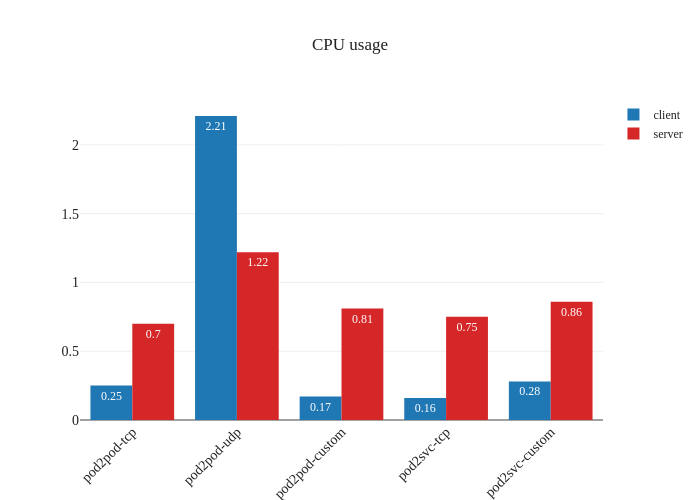 CPU usage
client
server
2
1.5
1
0.5
0
0.25
0.7
2.21
1.22
0.17
0.81
0.16
0.75
0.28
0.86
pod2pod-tcp
pod2pod-udp
pod2pod-custom
pod2svc-tcp
pod2svc-custom